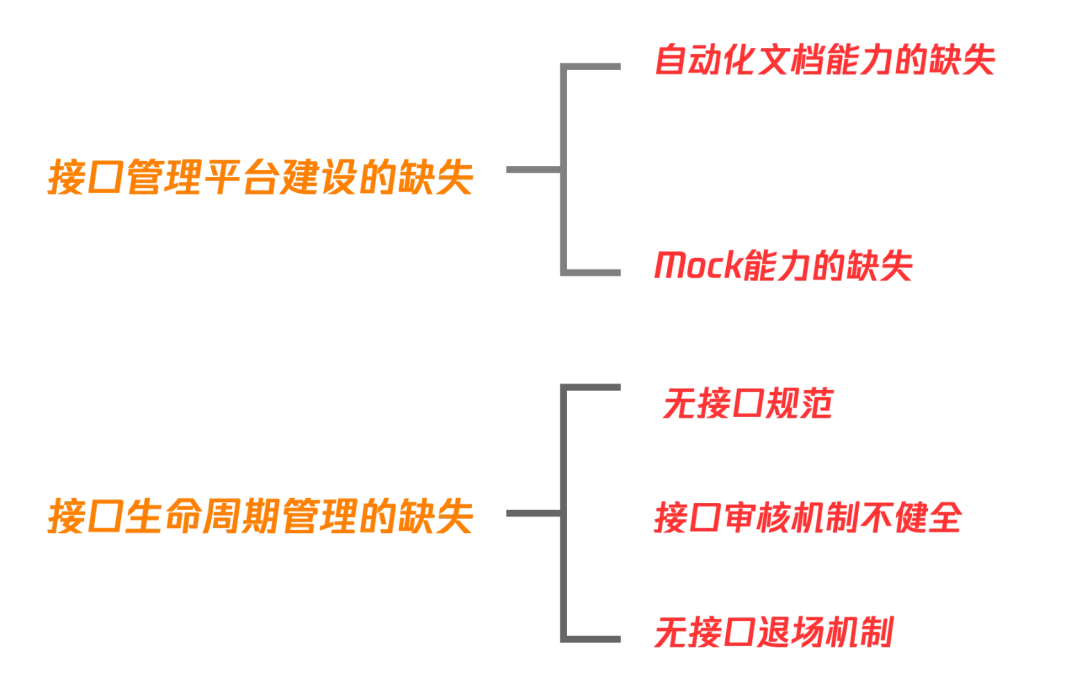 自动化文档能力的缺失
接口管理平台建设的缺失
Mock能力的缺失
无接口规范
接口生命周期管理的缺失
接口审核机制不健全
无接口退场机制